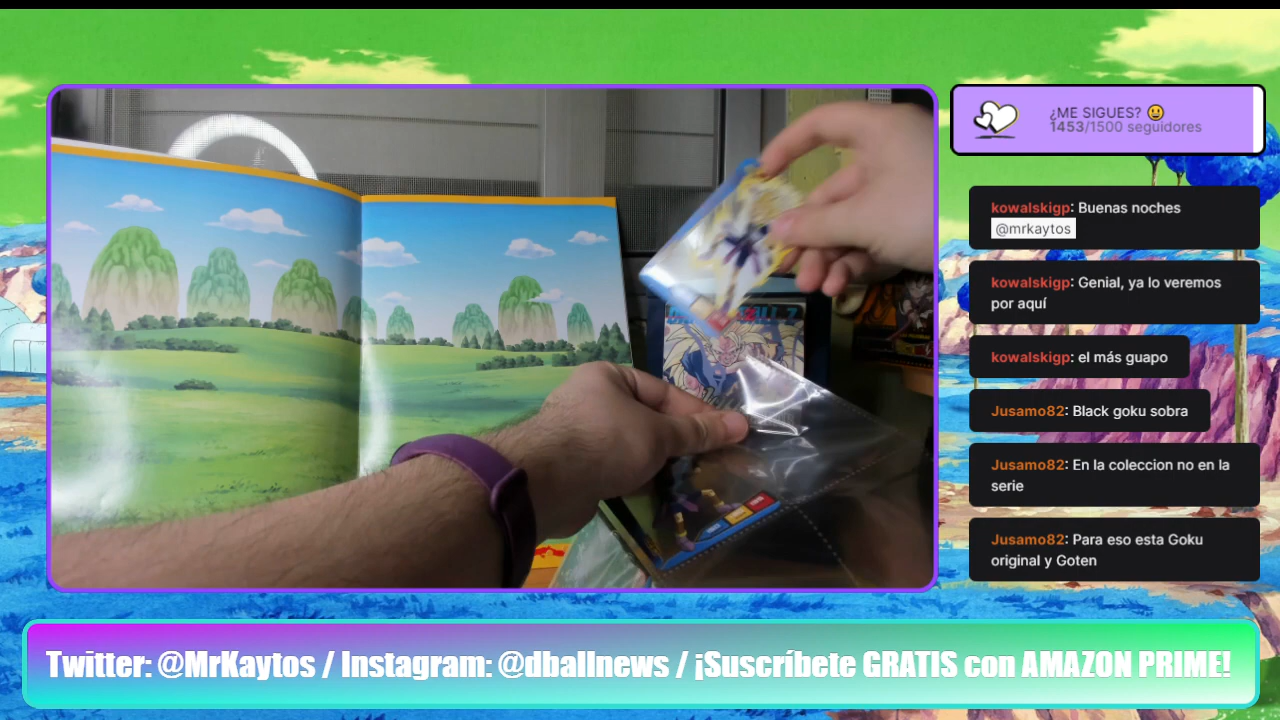 ¿ME SIGUES? 😀
1453/1500 seguidores
kowalskigp: Buenas noches
@mrkaytos
kowalskigp: Genial, ya lo veremos
por aquí
kowalskigp: el más guapo
Jusamo82: Black goku sobra
Jusamo82: En la coleccion no en la
serie
Jusamo82: Para eso esta Goku
original y Goten
Twitter: @MrKaytos / Instagram: @dballnews / ¡Suscríbete GRATIS con AMAZON PRIME!